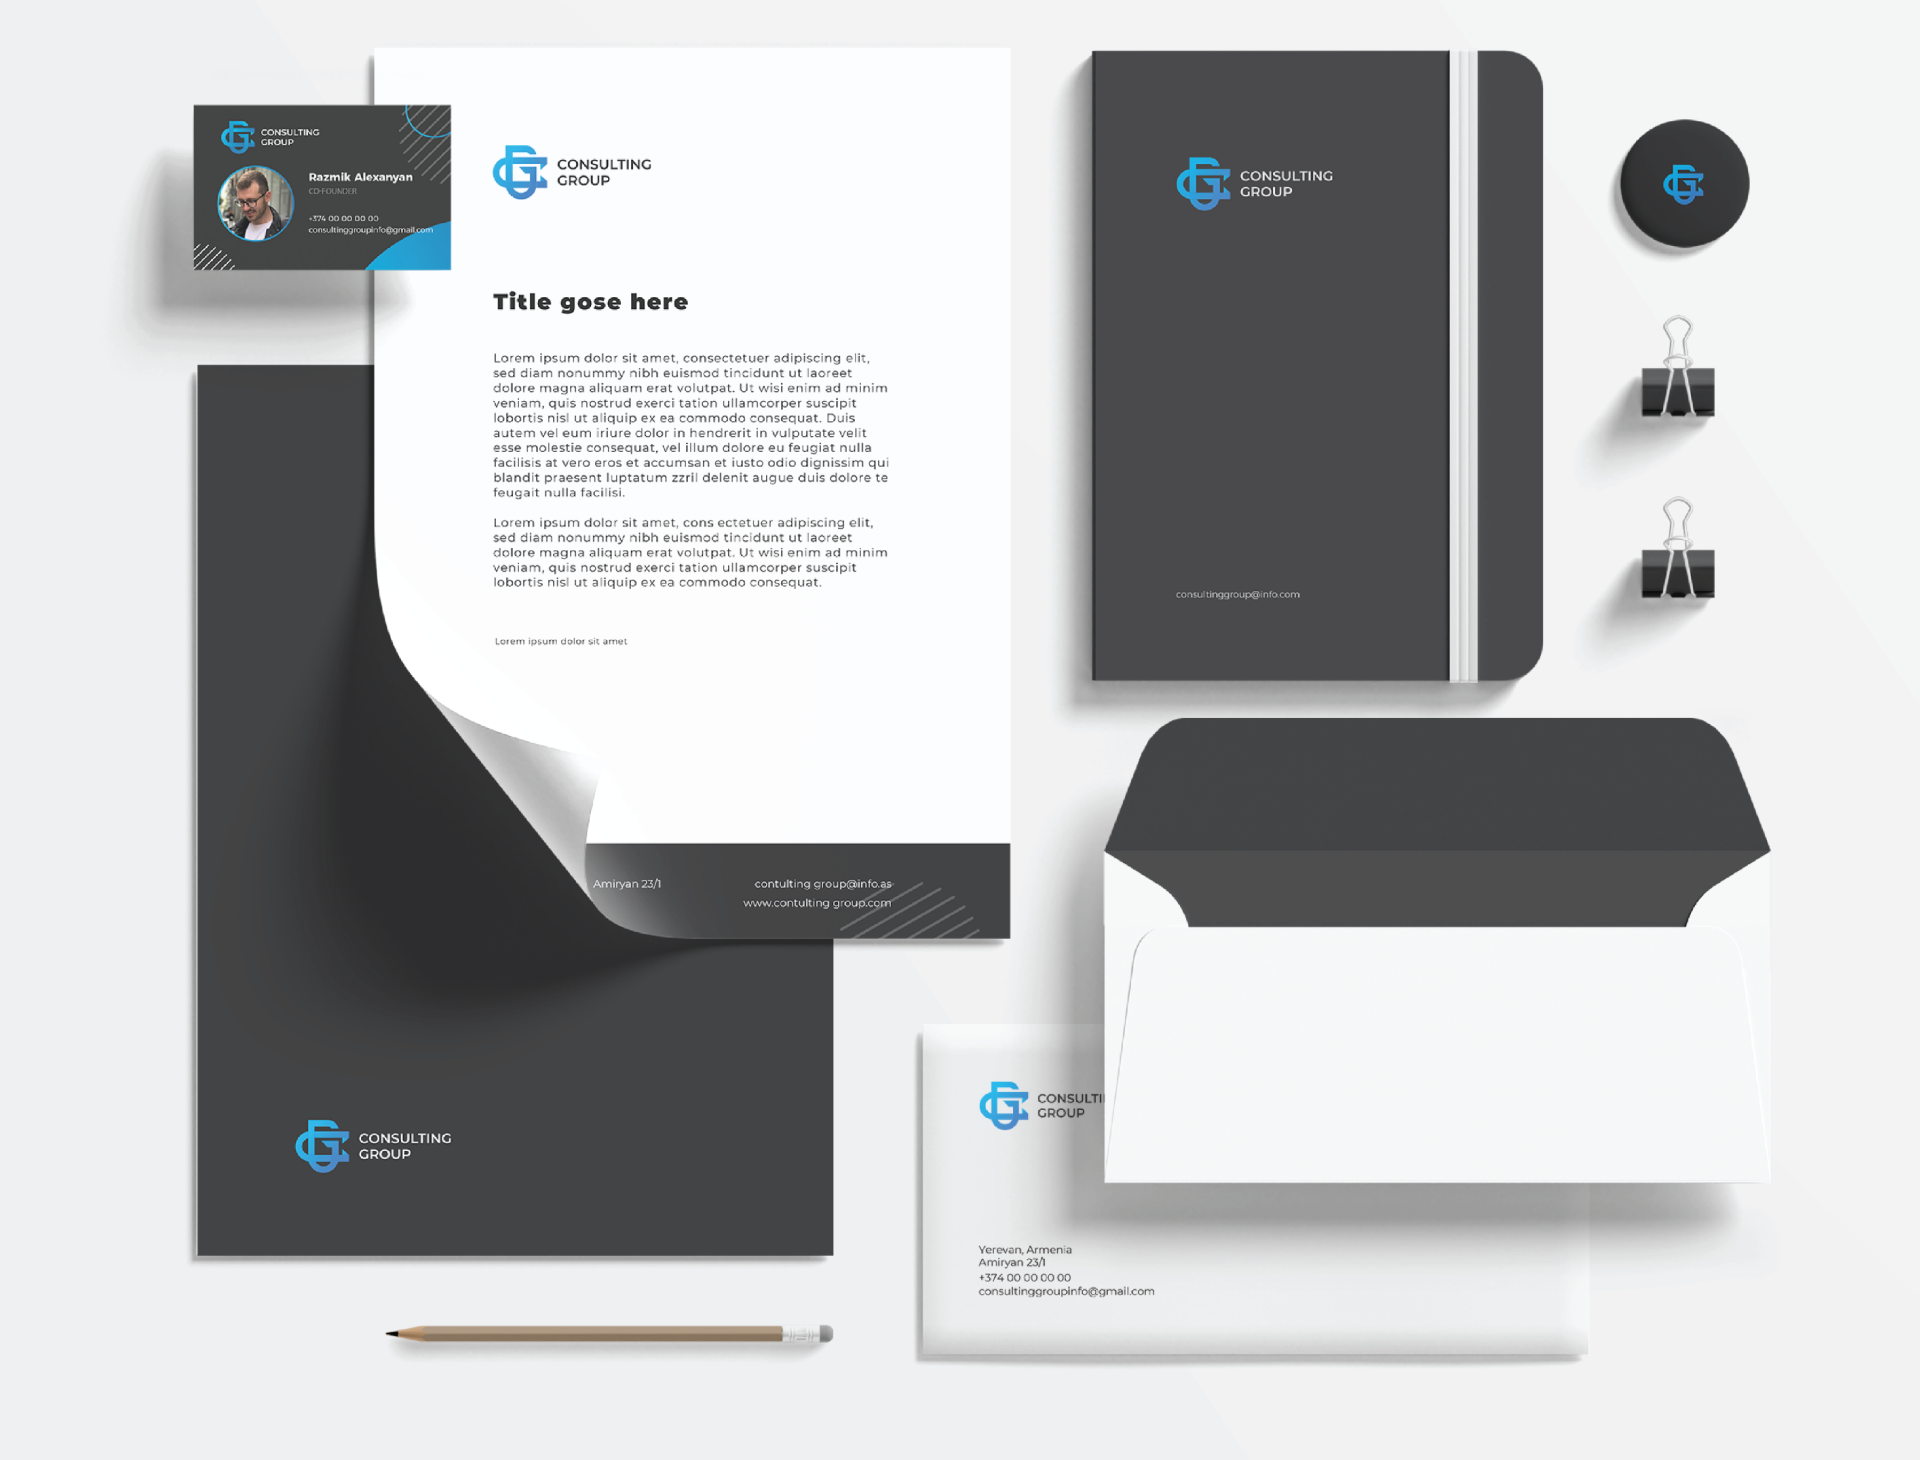 CONSULTING
GROUP
Razmik Alexanyan
CO-FOUNDER
+374 00 00 00 00
consultinggroupinfo@gmail.com
CONSULTING
GROUP
Title gose here
Lorem ipsum dolor sit amet, consectetuer adipiscing elit,
sed diam nonummy nibh euismod tincidunt ut laoreet
dolore magna aliquam erat volutpat. Ut wisi enim ad minim
veniam, quis nostrud exerci tation ullamcorper suscipit
lobortis nisl ut aliquip ex ea commodo consequat. Duis
autem vel eum iriure dolor in hendrerit in vulputate velit
esse molestie consequat, vel illum dolore eu feugiat nulla
facilisis at vero eros et accumsan et iusto odio dignissim qui
blandit praesent luptatum zzril delenit augue duis dolore te
feugait nulla facilisi.
Lorem ipsum dolor sit amet, cons ectetuer adipiscing elit,
sed diam nonummy nibh euismod tincidunt ut laoreet
dolore magna aliquam erat volutpat. Ut wisi enim ad minim
veniam, quis nostrud exerci tation ullamcorper suscipit
lobortis nisl ut aliquip ex ea commodo consequat.
Lorem ipsum dolor sit amet
Amiryan 23/1
contulting group@info.as
www.contulting group.com
CONSULTING
GROUP
consultinggroup@info.com
CONSULTING
GROUP
CONSULTI
GROUP
Yerevan, Armenia
Amiryan 23/1
+374 00 00 00 00
consultinggroupinfo@gmail.com